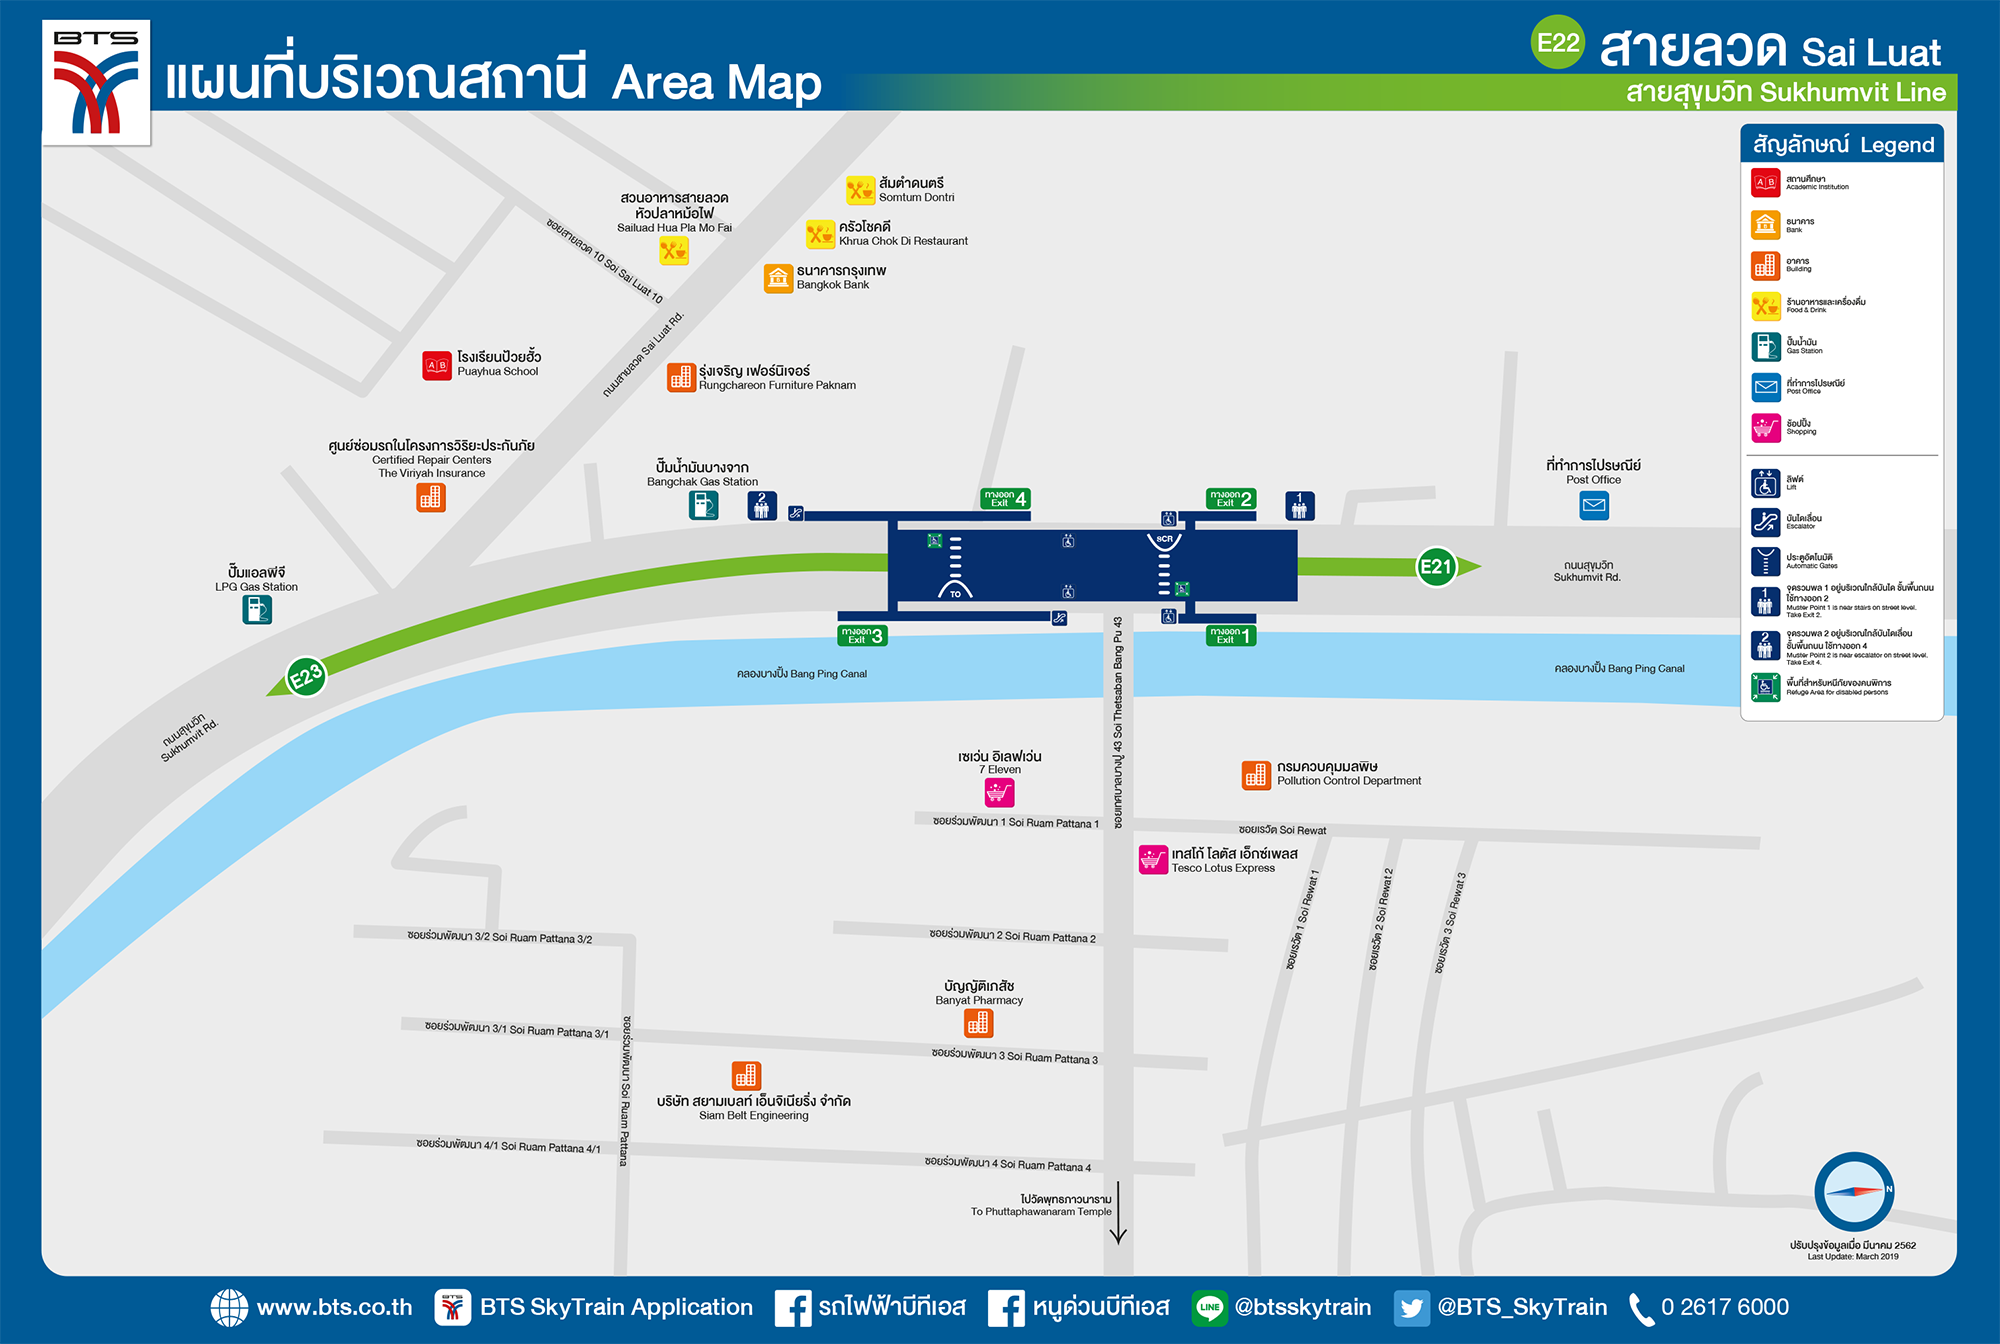 BTS
แผนที่บริเวณสถานี Area Map
E22 สายลวด Sai Luat
สายสุขุมวิท Sukhumvit Line
สัญลักษณ์ Legend
สถานศึกษา
Academic Institution
ธนาคาร
Bank
อาคาร
Building
ร้านอาหารและเครื่องดื่ม
Food & Drink
ปั๊มน้ำมัน
Gas Station
ที่ทำการไปรษณีย์
Post Office
ช้อปปิ้ง
Shopping
ลิฟต์
Lift
บันไดเลื่อน
Escalator
ประตูอัตโนมัติ
Automatic Gates
1
จุดรวมพล 1 อยู่บริเวณใกล้บันได ชั้นพื้นถนน
ใช้ทางออก 2
Muster Point 1 is near stairs on street level.
Take Exit 2.
2
จุดรวมพล 2 อยู่บริเวณใกล้บันไดเลื่อน
ชั้นพื้นถนน ใช้ทางออก 4
Muster Point 2 is near escalator on street level.
Take Exit 4.
พื้นที่สำหรับหนีภัยของคนพิการ
Refuge Area for disabled persons
ส้มตำดนตรี
Somtum Dontri
สวนอาหารสายลวด
หัวปลาหม้อไฟ
Sailuad Hua Pla Mo Fai
ครัวโชคดี
Khrua Chok Di Restaurant
ธนาคารกรุงเทพ
Bangkok Bank
ซอยสายลวด 10 Soi Sai Luat 10
ถนนสายลวด Sai Luat Rd.
โรงเรียนป้วยฮั้ว
Puayhua School
รุ่งเจริญ เฟอร์นิเจอร์
Rungchareon Furniture Paknam
ศูนย์ซ่อมรถในโครงการวิริยะประกันภัย
Certified Repair Centers
The Viriyah Insurance
ปั๊มน้ำมันบางจาก
Bangchak Gas Station
2
ทางออก
Exit 4
ทางออก
Exit 2
1
ที่ทำการไปรษณีย์
Post Office
SCR
TO
E21
ถนนสุขุมวิท
Sukhumvit Rd.
ปั๊มแอลพีจี
LPG Gas Station
ทางออก
Exit 3
ทางออก
Exit 1
E23
ถนนสุขุมวิท
Sukhumvit Rd.
คลองบางปิ้ง Bang Ping Canal
คลองบางปิ้ง Bang Ping Canal
ซอยเทศบาลบางปู 43 Soi Thetsaban Bang Pu 43
เซเว่น อิเลฟเว่น
7 Eleven
กรมควบคุมมลพิษ
Pollution Control Department
ซอยร่วมพัฒนา 1 Soi Ruam Pattana 1
ซอยเรวัต Soi Rewat
เทสโก้ โลตัส เอ็กซ์เพลส
Tesco Lotus Express
ซอยเรวัต 1 Soi Rewat 1
ซอยเรวัต 2 Soi Rewat 2
ซอยเรวัต 3 Soi Rewat 3
ซอยร่วมพัฒนา 3/2 Soi Ruam Pattana 3/2
ซอยร่วมพัฒนา 2 Soi Ruam Pattana 2
บัญญัติเภสัช
Banyat Pharmacy
ซอยร่วมพัฒนา 3/1 Soi Ruam Pattana 3/1
ซอยร่วมพัฒนา Soi Ruam Pattana
ซอยร่วมพัฒนา 3 Soi Ruam Pattana 3
บริษัท สยามเบลท์ เอ็นจิเนียริ่ง จำกัด
Siam Belt Engineering
ซอยร่วมพัฒนา 4/1 Soi Ruam Pattana 4/1
ซอยร่วมพัฒนา 4 Soi Ruam Pattana 4
ไปวัดพุทธภาวนาราม
To Phuttaphawanaram Temple
N
ปรับปรุงข้อมูลเมื่อ มีนาคม 2562
Last Update: March 2019
www.bts.co.th BTS BTS SkyTrain Application รถไฟฟ้าบีทีเอส หนูด่วนบีทีเอส LINE @btsskytrain @BTS_SkyTrain 0 2617 6000